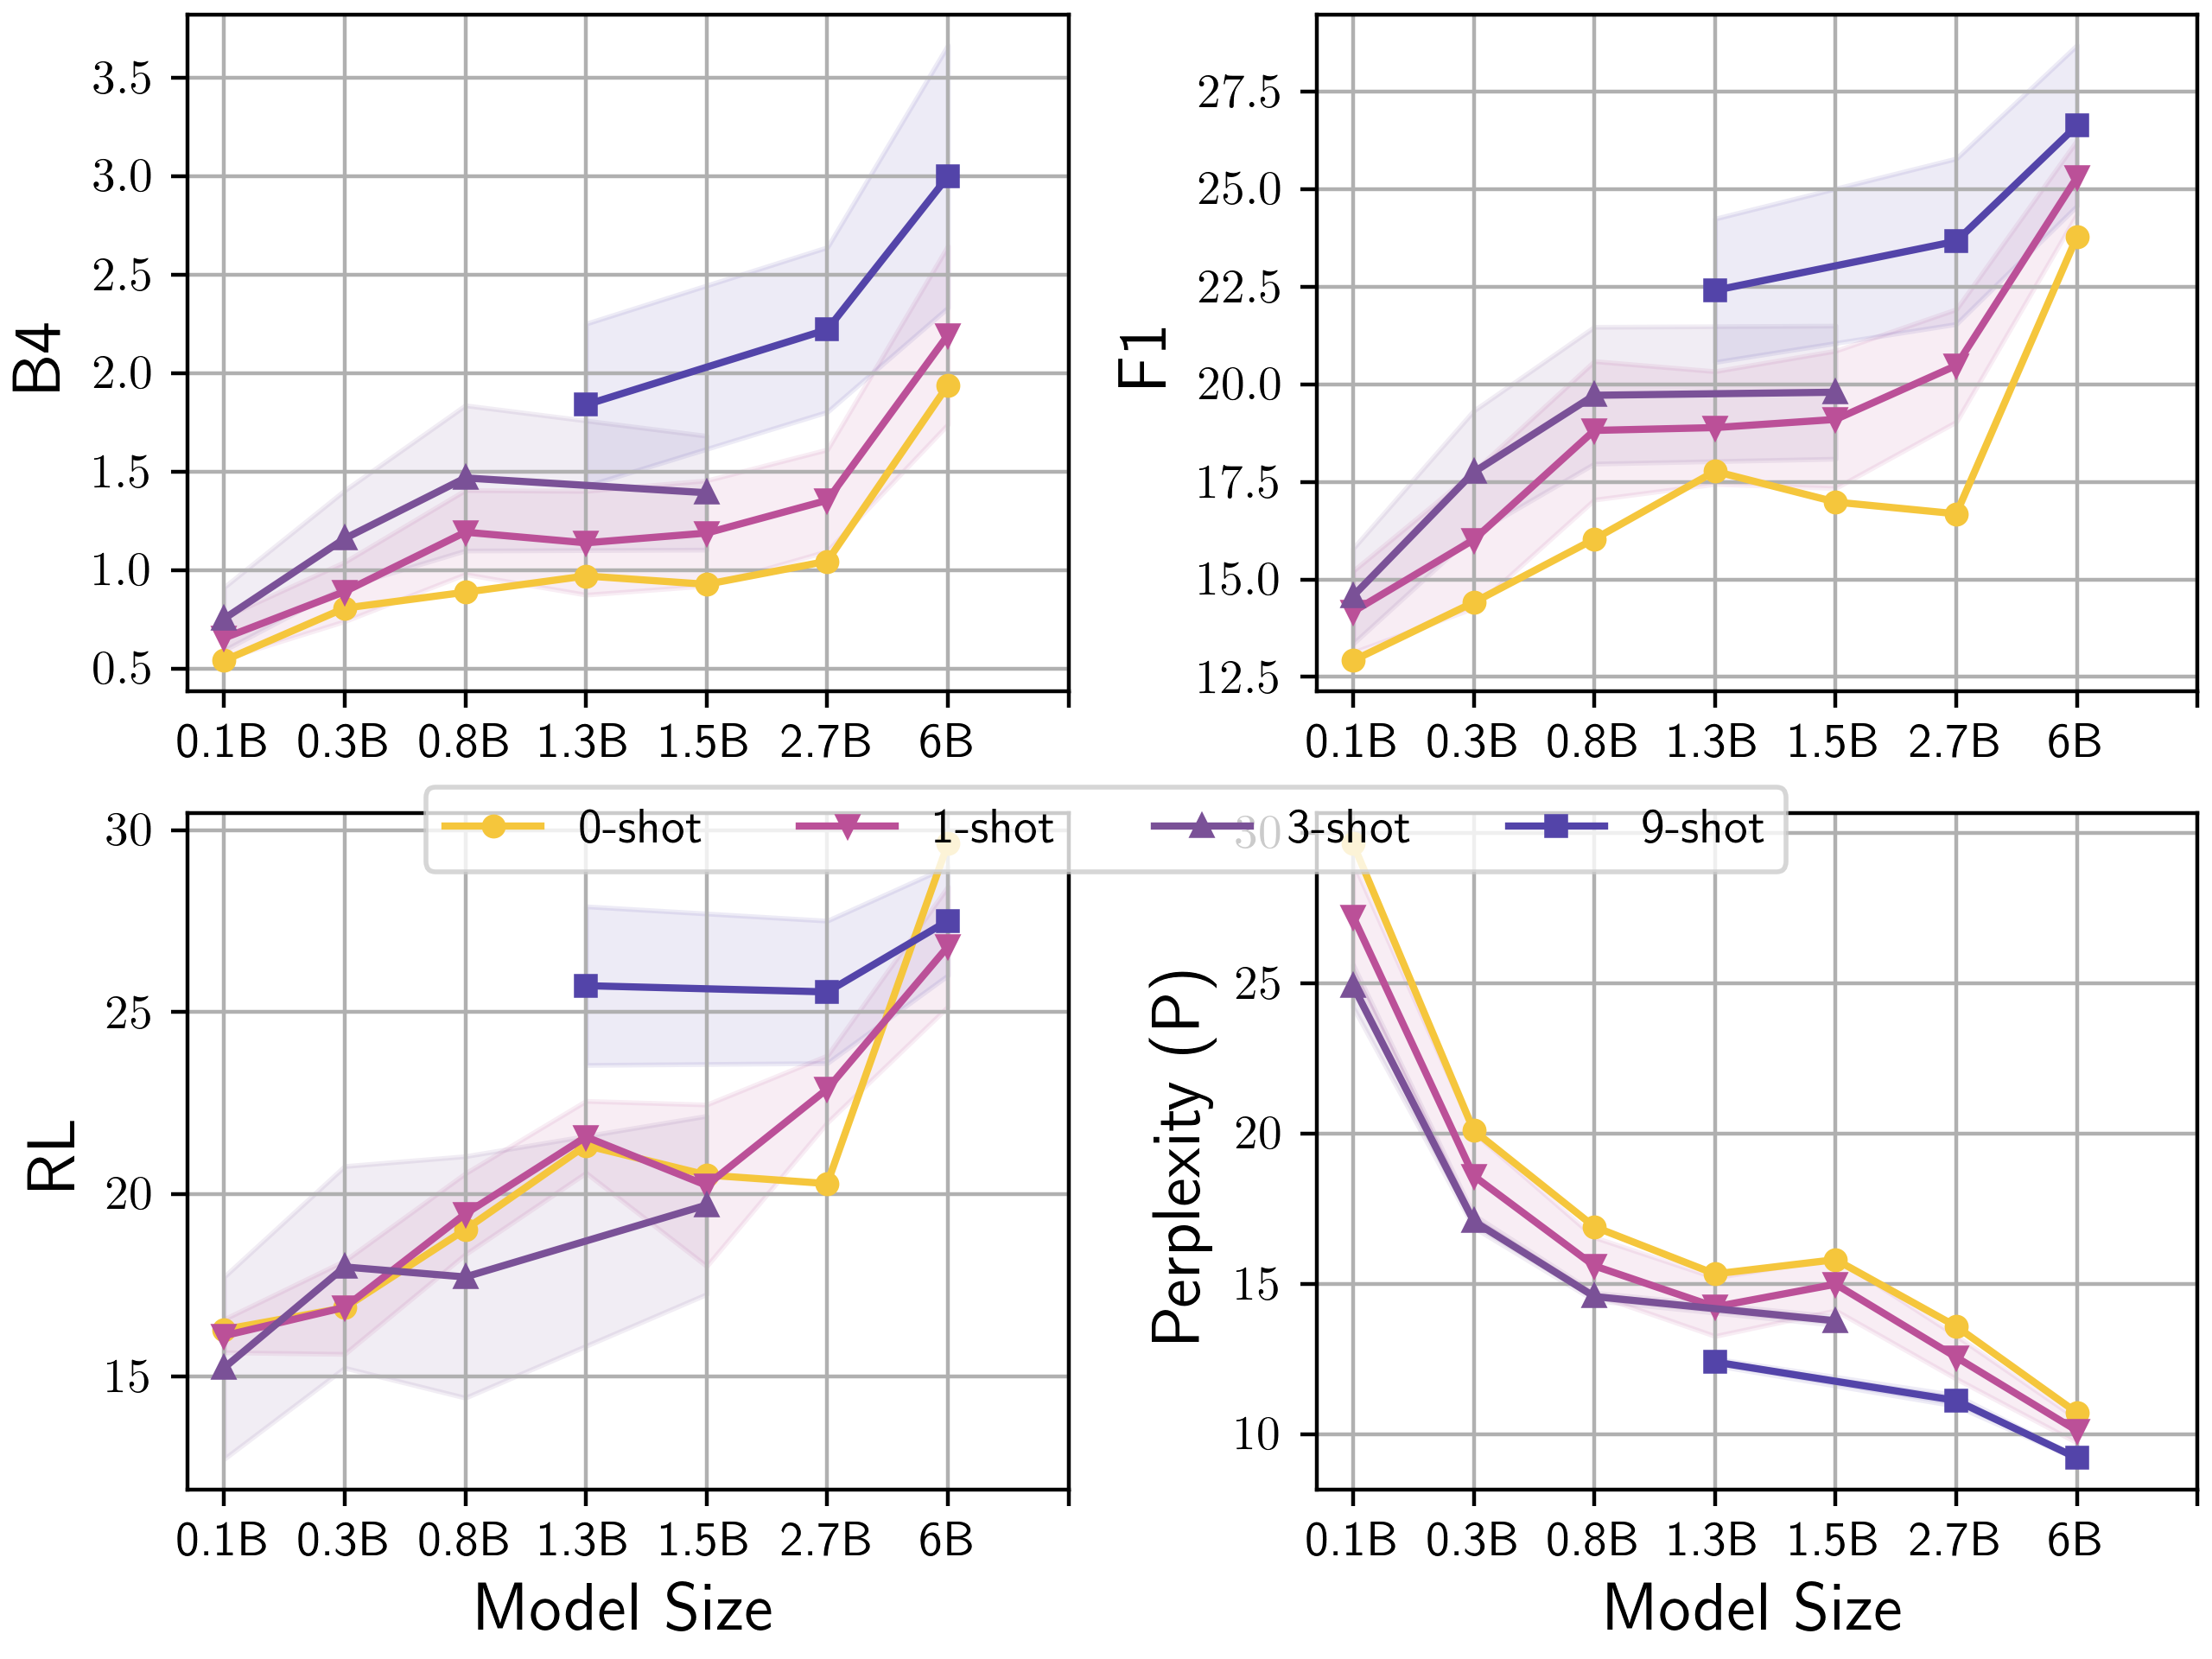 B4
3.5
3.0
2.5
2.0
1.5
1.0
0.5
0.1B 0.3B 0.8B 1.3B 1.5B 2.7B 6B
F1
27.5
25.0
22.5
20.0
17.5
15.0
12.5
0.1B 0.3B 0.8B 1.3B 1.5B 2.7B 6B
0-shot 1-shot 3-shot 9-shot
RL
30
25
20
15
0.1B 0.3B 0.8B 1.3B 1.5B 2.7B 6B
Model Size
Perplexity (P)
30
25
20
15
10
0.1B 0.3B 0.8B 1.3B 1.5B 2.7B 6B
Model Size